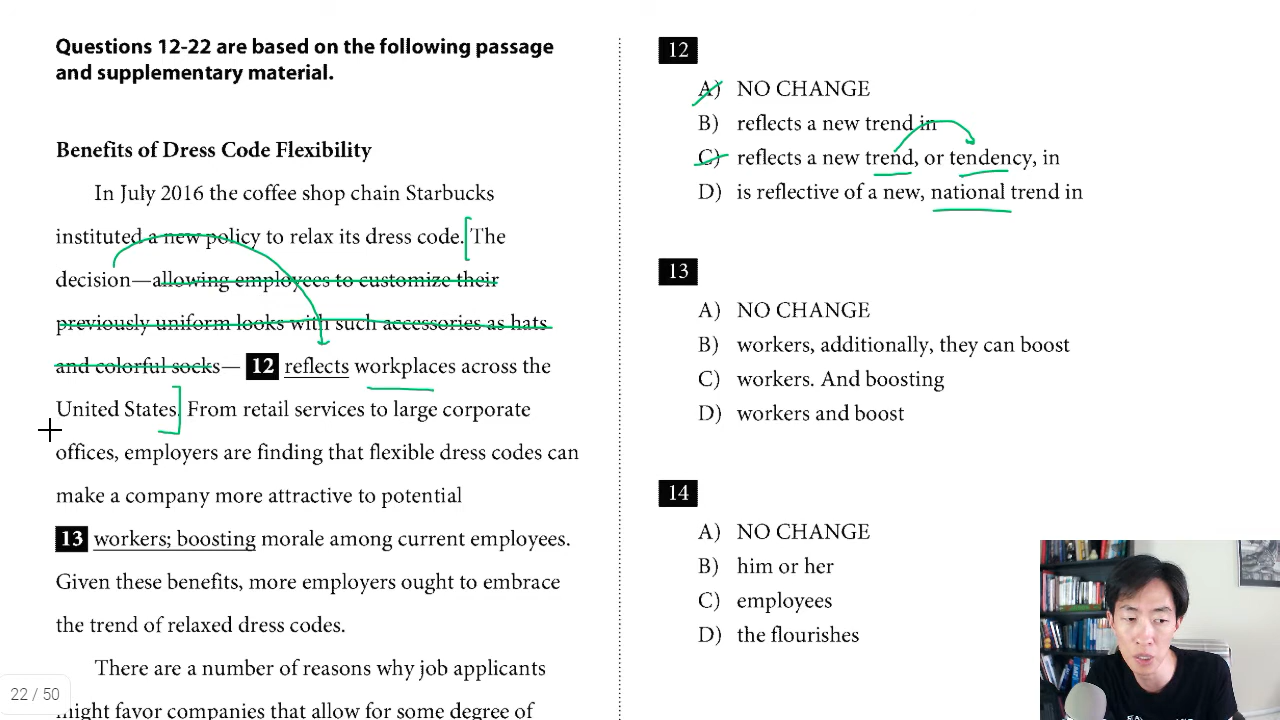 Questions 12-22 are based on the following passage
and supplementary material.
Benefits of Dress Code Flexibility
In July 2016 the coffee shop chain Starbucks
instituted a new policy to relax its dress code. The
decision—allowing employees to customize their
previously uniform looks with such accessories as hats
and colorful socks— 12 reflects workplaces across the
United States. From retail services to large corporate
offices, employers are finding that flexible dress codes can
make a company more attractive to potential
13 workers; boosting morale among current employees.
Given these benefits, more employers ought to embrace
the trend of relaxed dress codes.
There are a number of reasons why job applicants
might favor companies that allow for some degree of
22 / 50
12
A) NO CHANGE
B) reflects a new trend in
C) reflects a new trend, or tendency, in
D) is reflective of a new, national trend in
13
A) NO CHANGE
B) workers, additionally, they can boost
C) workers. And boosting
D) workers and boost
14
A) NO CHANGE
B) him or her
C) employees
D) the flourishes